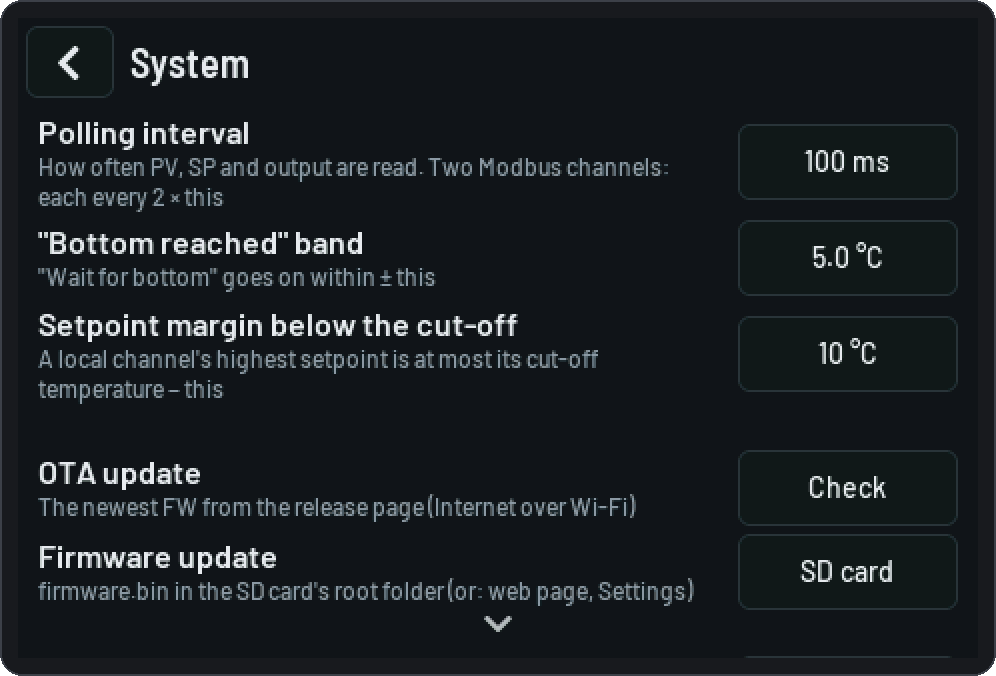 System
Polling interval
How often PV, SP and output are read. Two Modbus channels:
each every 2 × this
100 ms
"Bottom reached" band
"Wait for bottom" goes on within ± this
5.0 °C
Setpoint margin below the cut-off
A local channel's highest setpoint is at most its cut-off
temperature – this
10 °C
OTA update
The newest FW from the release page (Internet over Wi-Fi)
Check
Firmware update
firmware.bin in the SD card's root folder (or: web page, Settings)
SD card